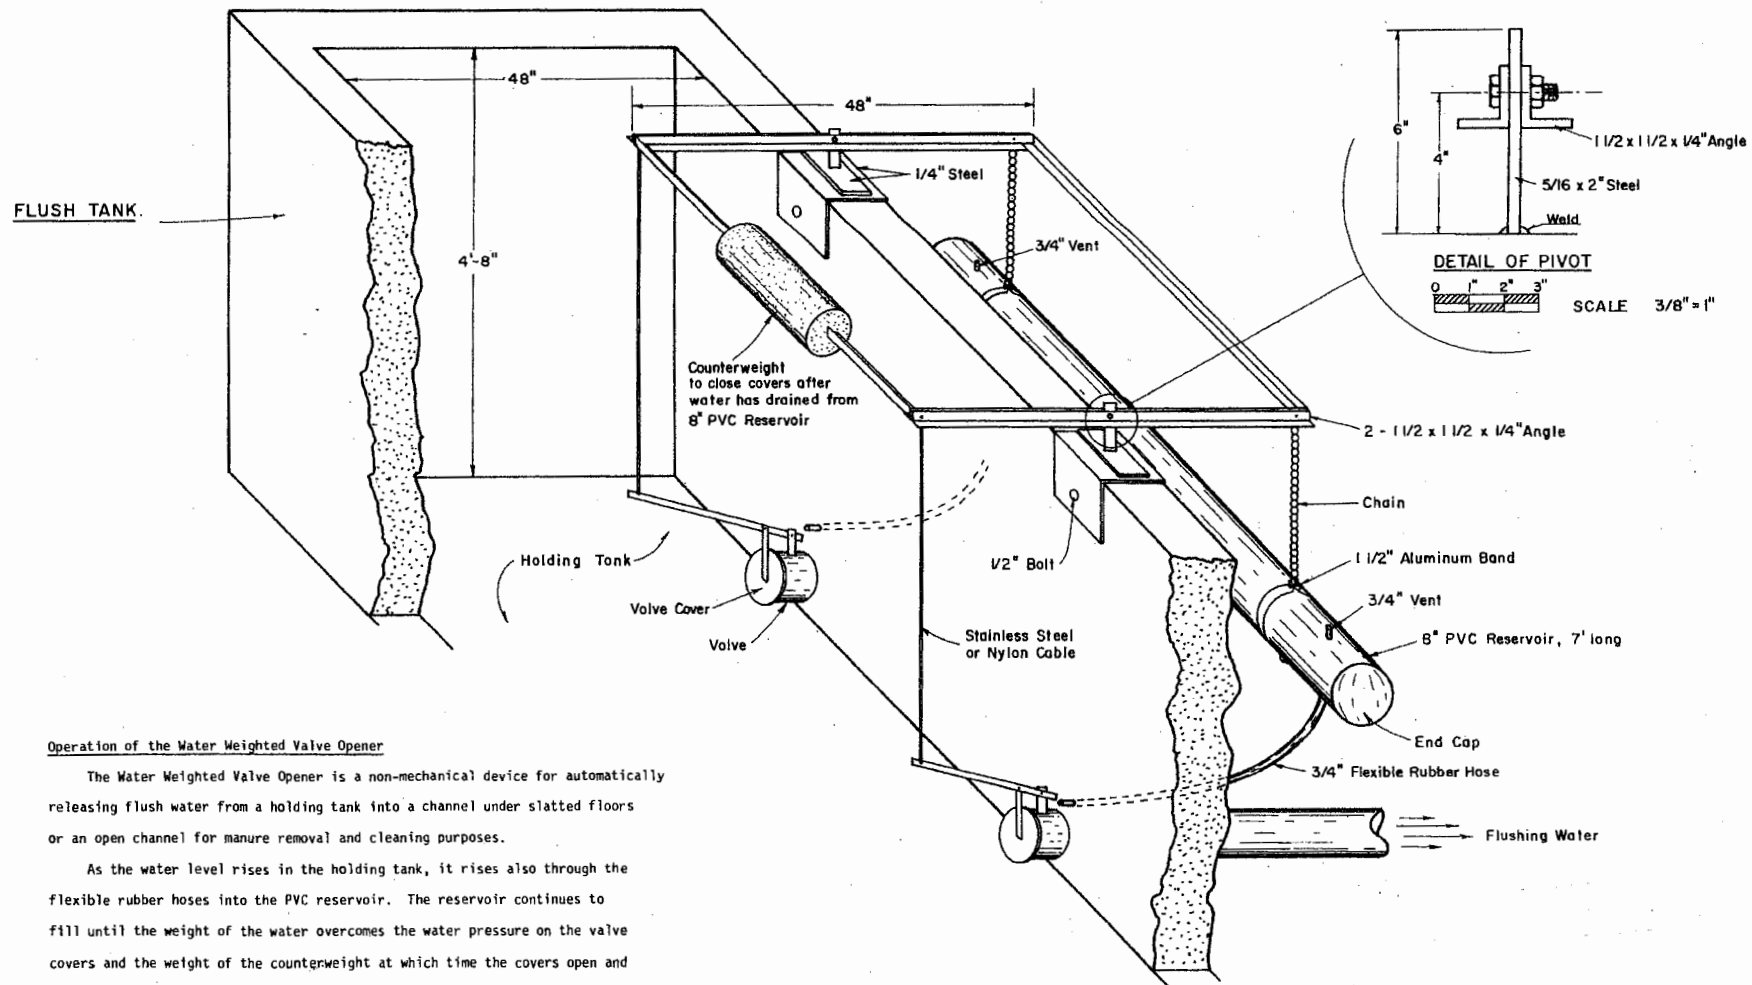 48"
48"
FLUSH TANK.
4'-8"
1/4" Steel
3/4" Vent
Counterweight
to close covers after
water has drained from
8" PVC Reservoir
6"
4"
1 1/2 x 1 1/2 x 1/4" Angle
5/16 x 2" Steel
Weld
DETAIL OF PIVOT
0 1" 2" 3"
SCALE 3/8" = 1"
2 - 1 1/2 x 1 1/2 x 1/4" Angle
Chain
1/2" Bolt
1 1/2" Aluminum Band
3/4" Vent
8" PVC Reservoir, 7' long
Holding Tank
Valve Cover
Valve
Stainless Steel
or Nylon Cable
End Cap
3/4" Flexible Rubber Hose
Flushing Water
Operation of the Water Weighted Valve Opener
The Water Weighted Valve Opener is a non-mechanical device for automatically
releasing flush water from a holding tank into a channel under slatted floors
or an open channel for manure removal and cleaning purposes.
As the water level rises in the holding tank, it rises also through the
flexible rubber hoses into the PVC reservoir. The reservoir continues to
fill until the weight of the water overcomes the water pressure on the valve
covers and the weight of the counterweight at which time the covers open and